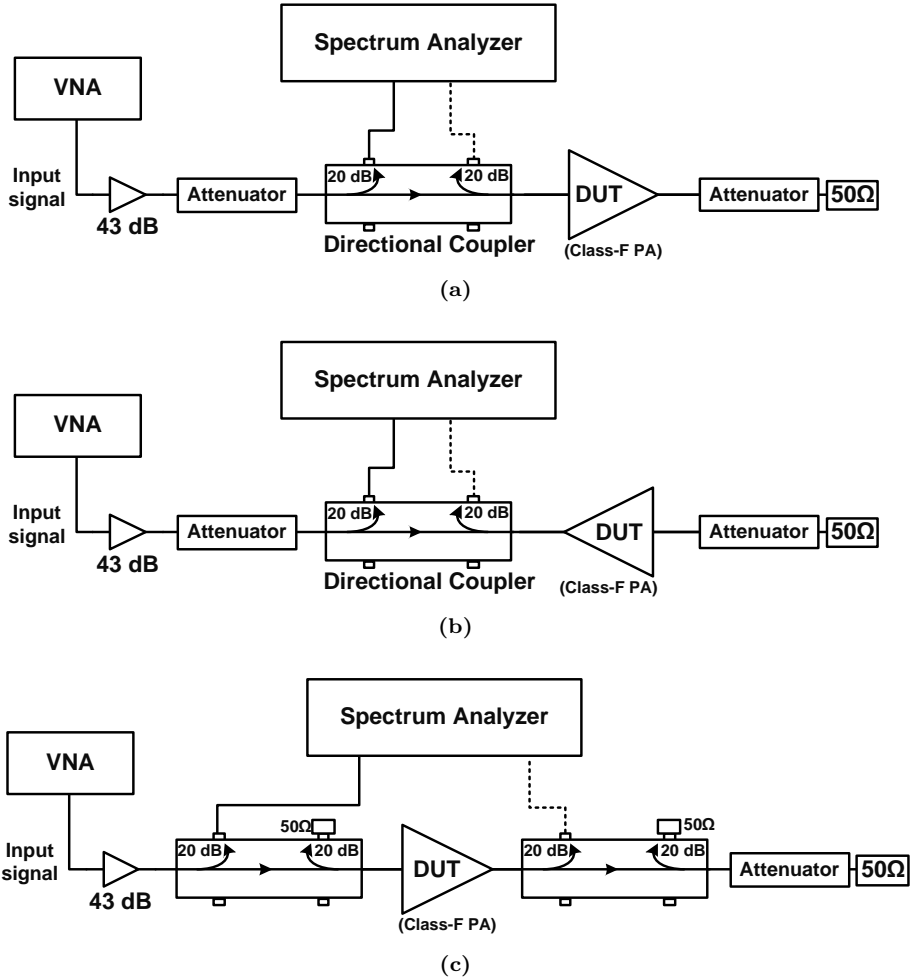 Spectrum Analyzer
VNA
20 dB
20 dB
Input
signal
43 dB
Attenuator
DUT
Attenuator
50Ω
Directional Coupler
(Class-F PA)
(a)
Spectrum Analyzer
VNA
20 dB
20 dB
Input
signal
43 dB
Attenuator
DUT
Attenuator
50Ω
Directional Coupler
(Class-F PA)
(b)
Spectrum Analyzer
VNA
50Ω
50Ω
Input
signal
43 dB
20 dB
20 dB
DUT
20 dB
20 dB
Attenuator
50Ω
(Class-F PA)
(c)